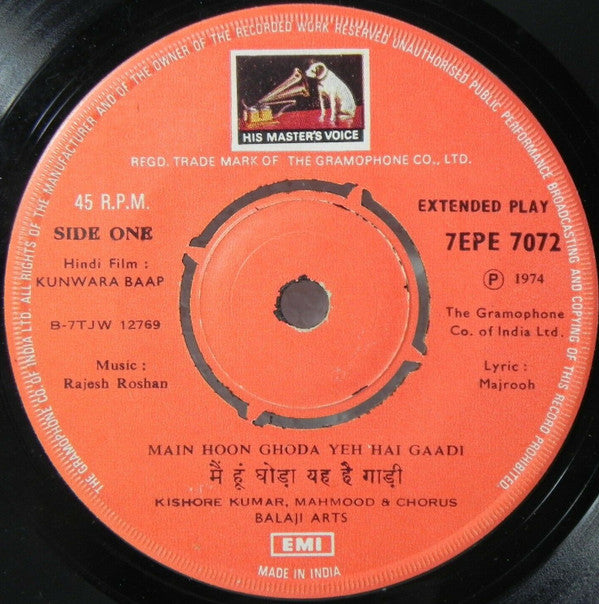 THE GRAMOPHONE CO. OF INDIA LTD. ALL RIGHTS OF THE MANUFACTURER AND OF THE OWNER OF THE RECORDED WORK RESERVED UNAUTHORISED PUBLIC PERFORMANCE BROADCASTING AND COPYING OF THIS RECORD PROHIBITED
HIS MASTER'S VOICE
REGD. TRADE MARK OF THE GRAMOPHONE CO., LTD.
45 R.P.M.
SIDE ONE
Hindi Film :
KUNWARA BAAP
B-7TJW 12769
Music :
Rajesh Roshan
EXTENDED PLAY
7EPE 7072
Ⓟ 1974
The Gramophone
Co. of India Ltd.
Lyric :
Majrooh
MAIN HOON GHODA YEH HAI GAADI
मैं हूं घोड़ा यह है गाड़ी
KISHORE KUMAR, MAHMOOD & CHORUS
BALAJI ARTS
EMI
MADE IN INDIA